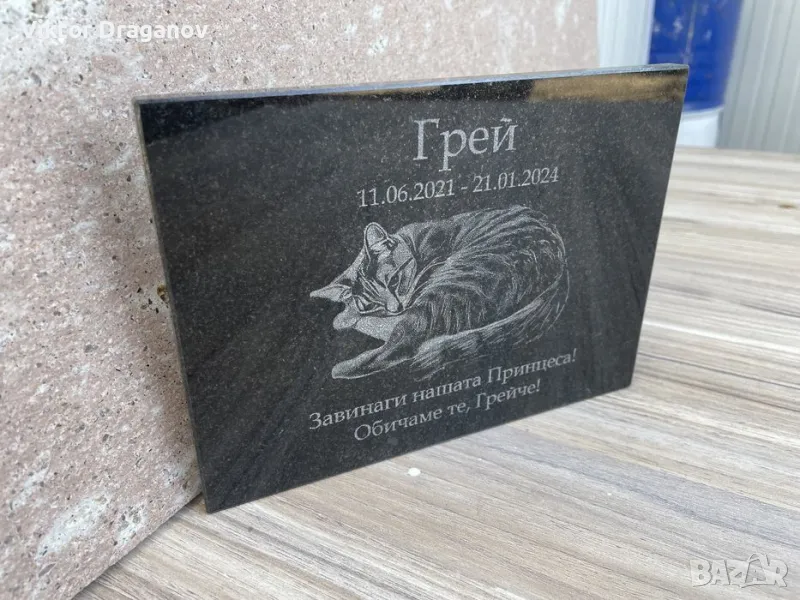 Viktor Draganov
Грей
11.06.2021 - 21.01.2024
Завинаги нашата Принцеса!
Обичаме те, Грейче!
BAZAR